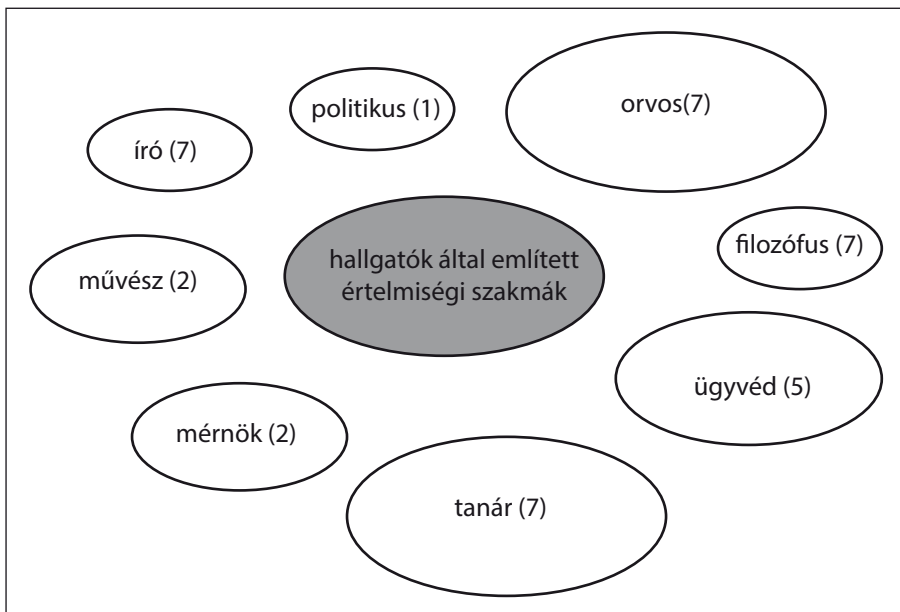 politikus (1)
orvos(7)
író (7)
filozófus (7)
hallgatók által említett
értelmiségi szakmák
művész (2)
ügyvéd (5)
mérnök (2)
tanár (7)